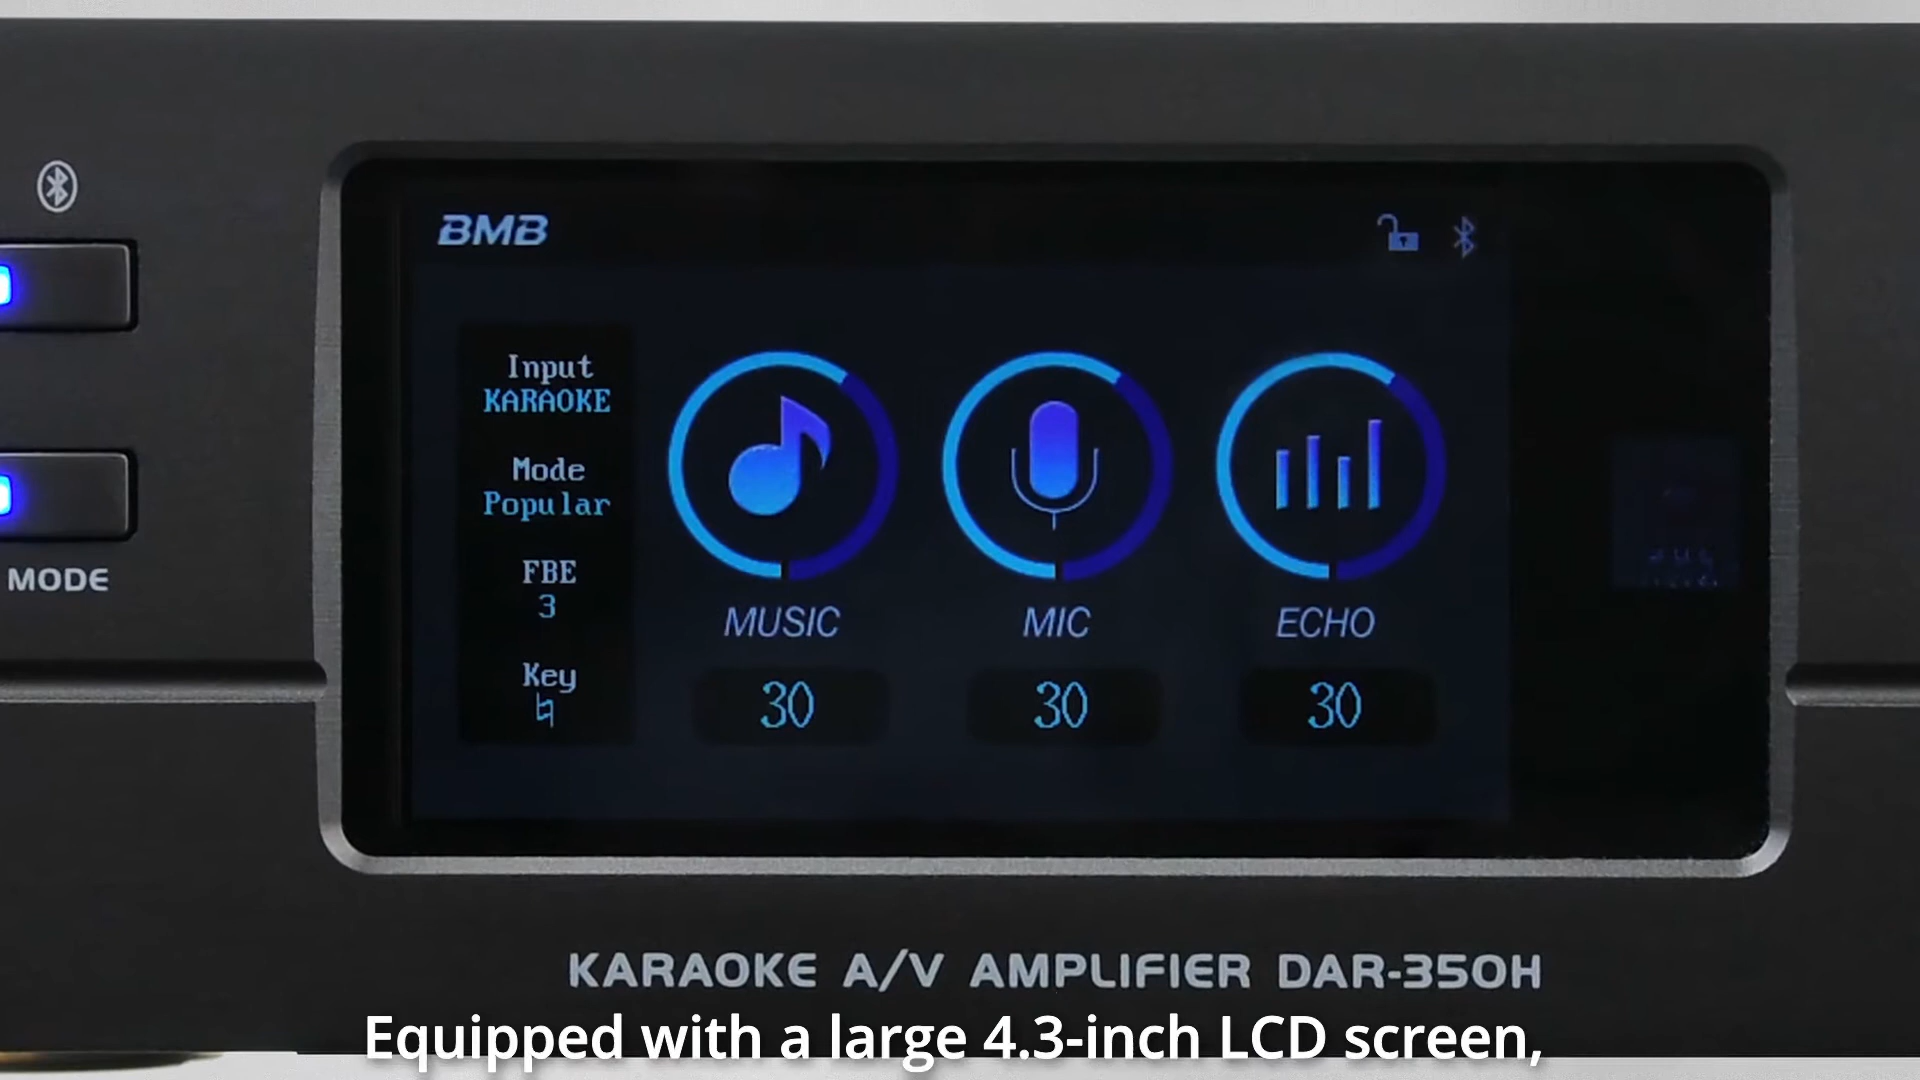 BMB
Input
KARAOKE
Mode
Popular
FBE
3
Key
♮
MUSIC
MIC
ECHO
30
30
30
MODE
KARAOKE A/V AMPLIFIER DAR-350H
Equipped with a large 4.3-inch LCD screen,